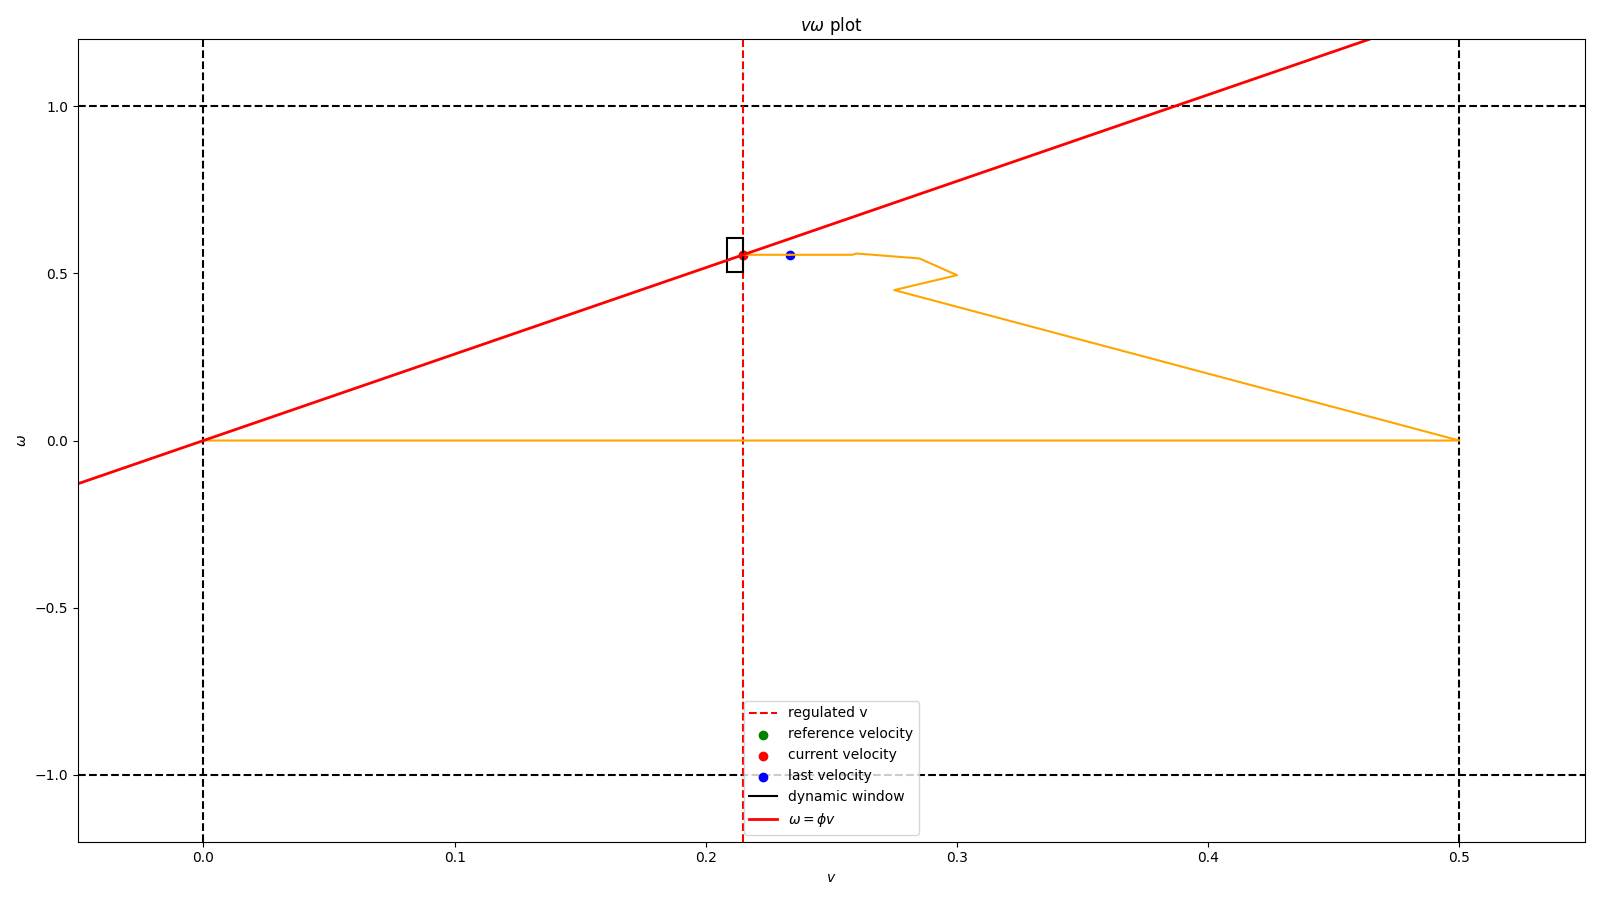 vω plot
1.0
0.5
0.0
−0.5
−1.0
ω
0.0
0.1
0.2
0.3
0.4
0.5
v
regulated v
reference velocity
current velocity
last velocity
dynamic window
ω = ϕv